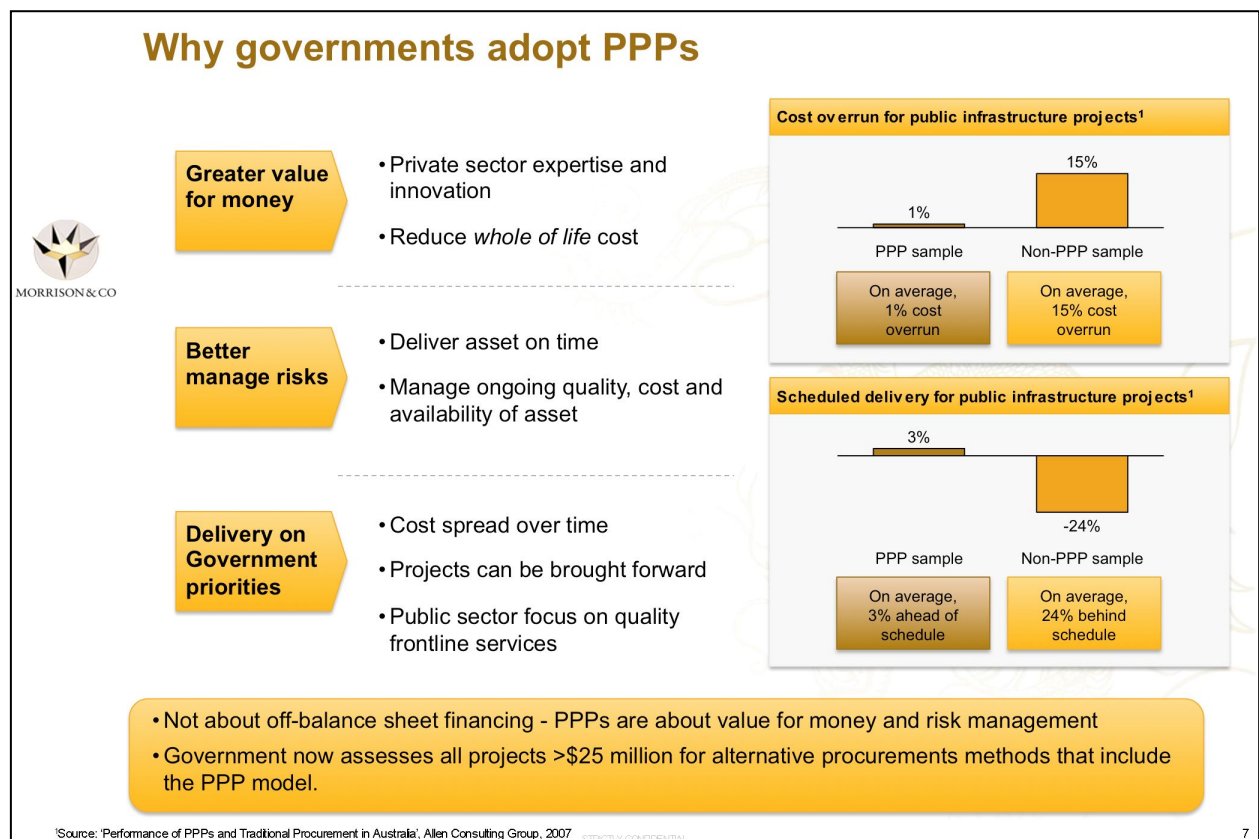 Why governments adopt PPPs
MORRISON&CO
Greater value
for money
• Private sector expertise and
innovation
• Reduce whole of life cost
Better
manage risks
• Deliver asset on time
• Manage ongoing quality, cost and
availability of asset
Delivery on
Government
priorities
• Cost spread over time
• Projects can be brought forward
• Public sector focus on quality
frontline services
Cost overrun for public infrastructure projects¹
1%
15%
PPP sample
Non-PPP sample
On average,
1% cost
overrun
On average,
15% cost
overrun
Scheduled delivery for public infrastructure projects¹
3%
-24%
PPP sample
Non-PPP sample
On average,
3% ahead of
schedule
On average,
24% behind
schedule
• Not about off-balance sheet financing - PPPs are about value for money and risk management
• Government now assesses all projects >$25 million for alternative procurements methods that include
the PPP model.
¹Source: 'Performance of PPPs and Traditional Procurement in Australia', Allen Consulting Group, 2007
STRICTLY CONFIDENTIAL
7